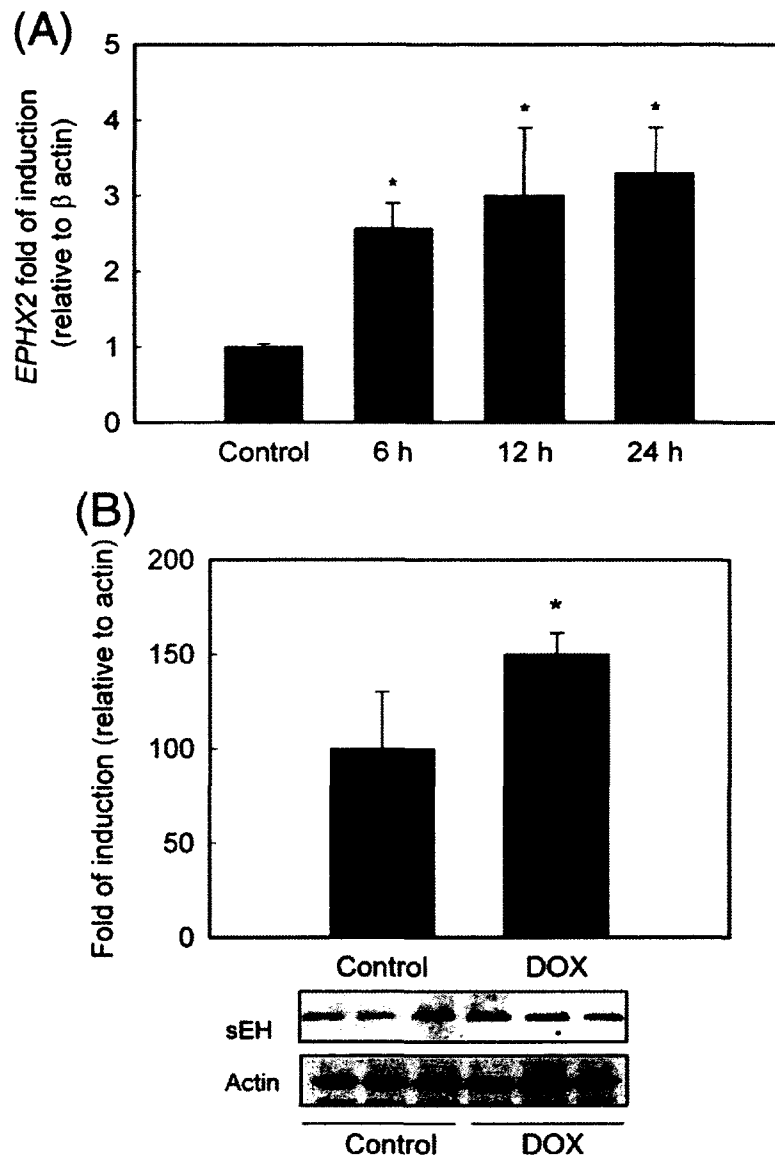 (A)
EPHX2 fold of induction
(relative to β actin)
5
4
3
2
1
0
*
*
*
Control 6 h 12 h 24 h
(B)
Fold of induction (relative to actin)
200
150
100
50
0
*
Control DOX
sEH
Actin
Control DOX